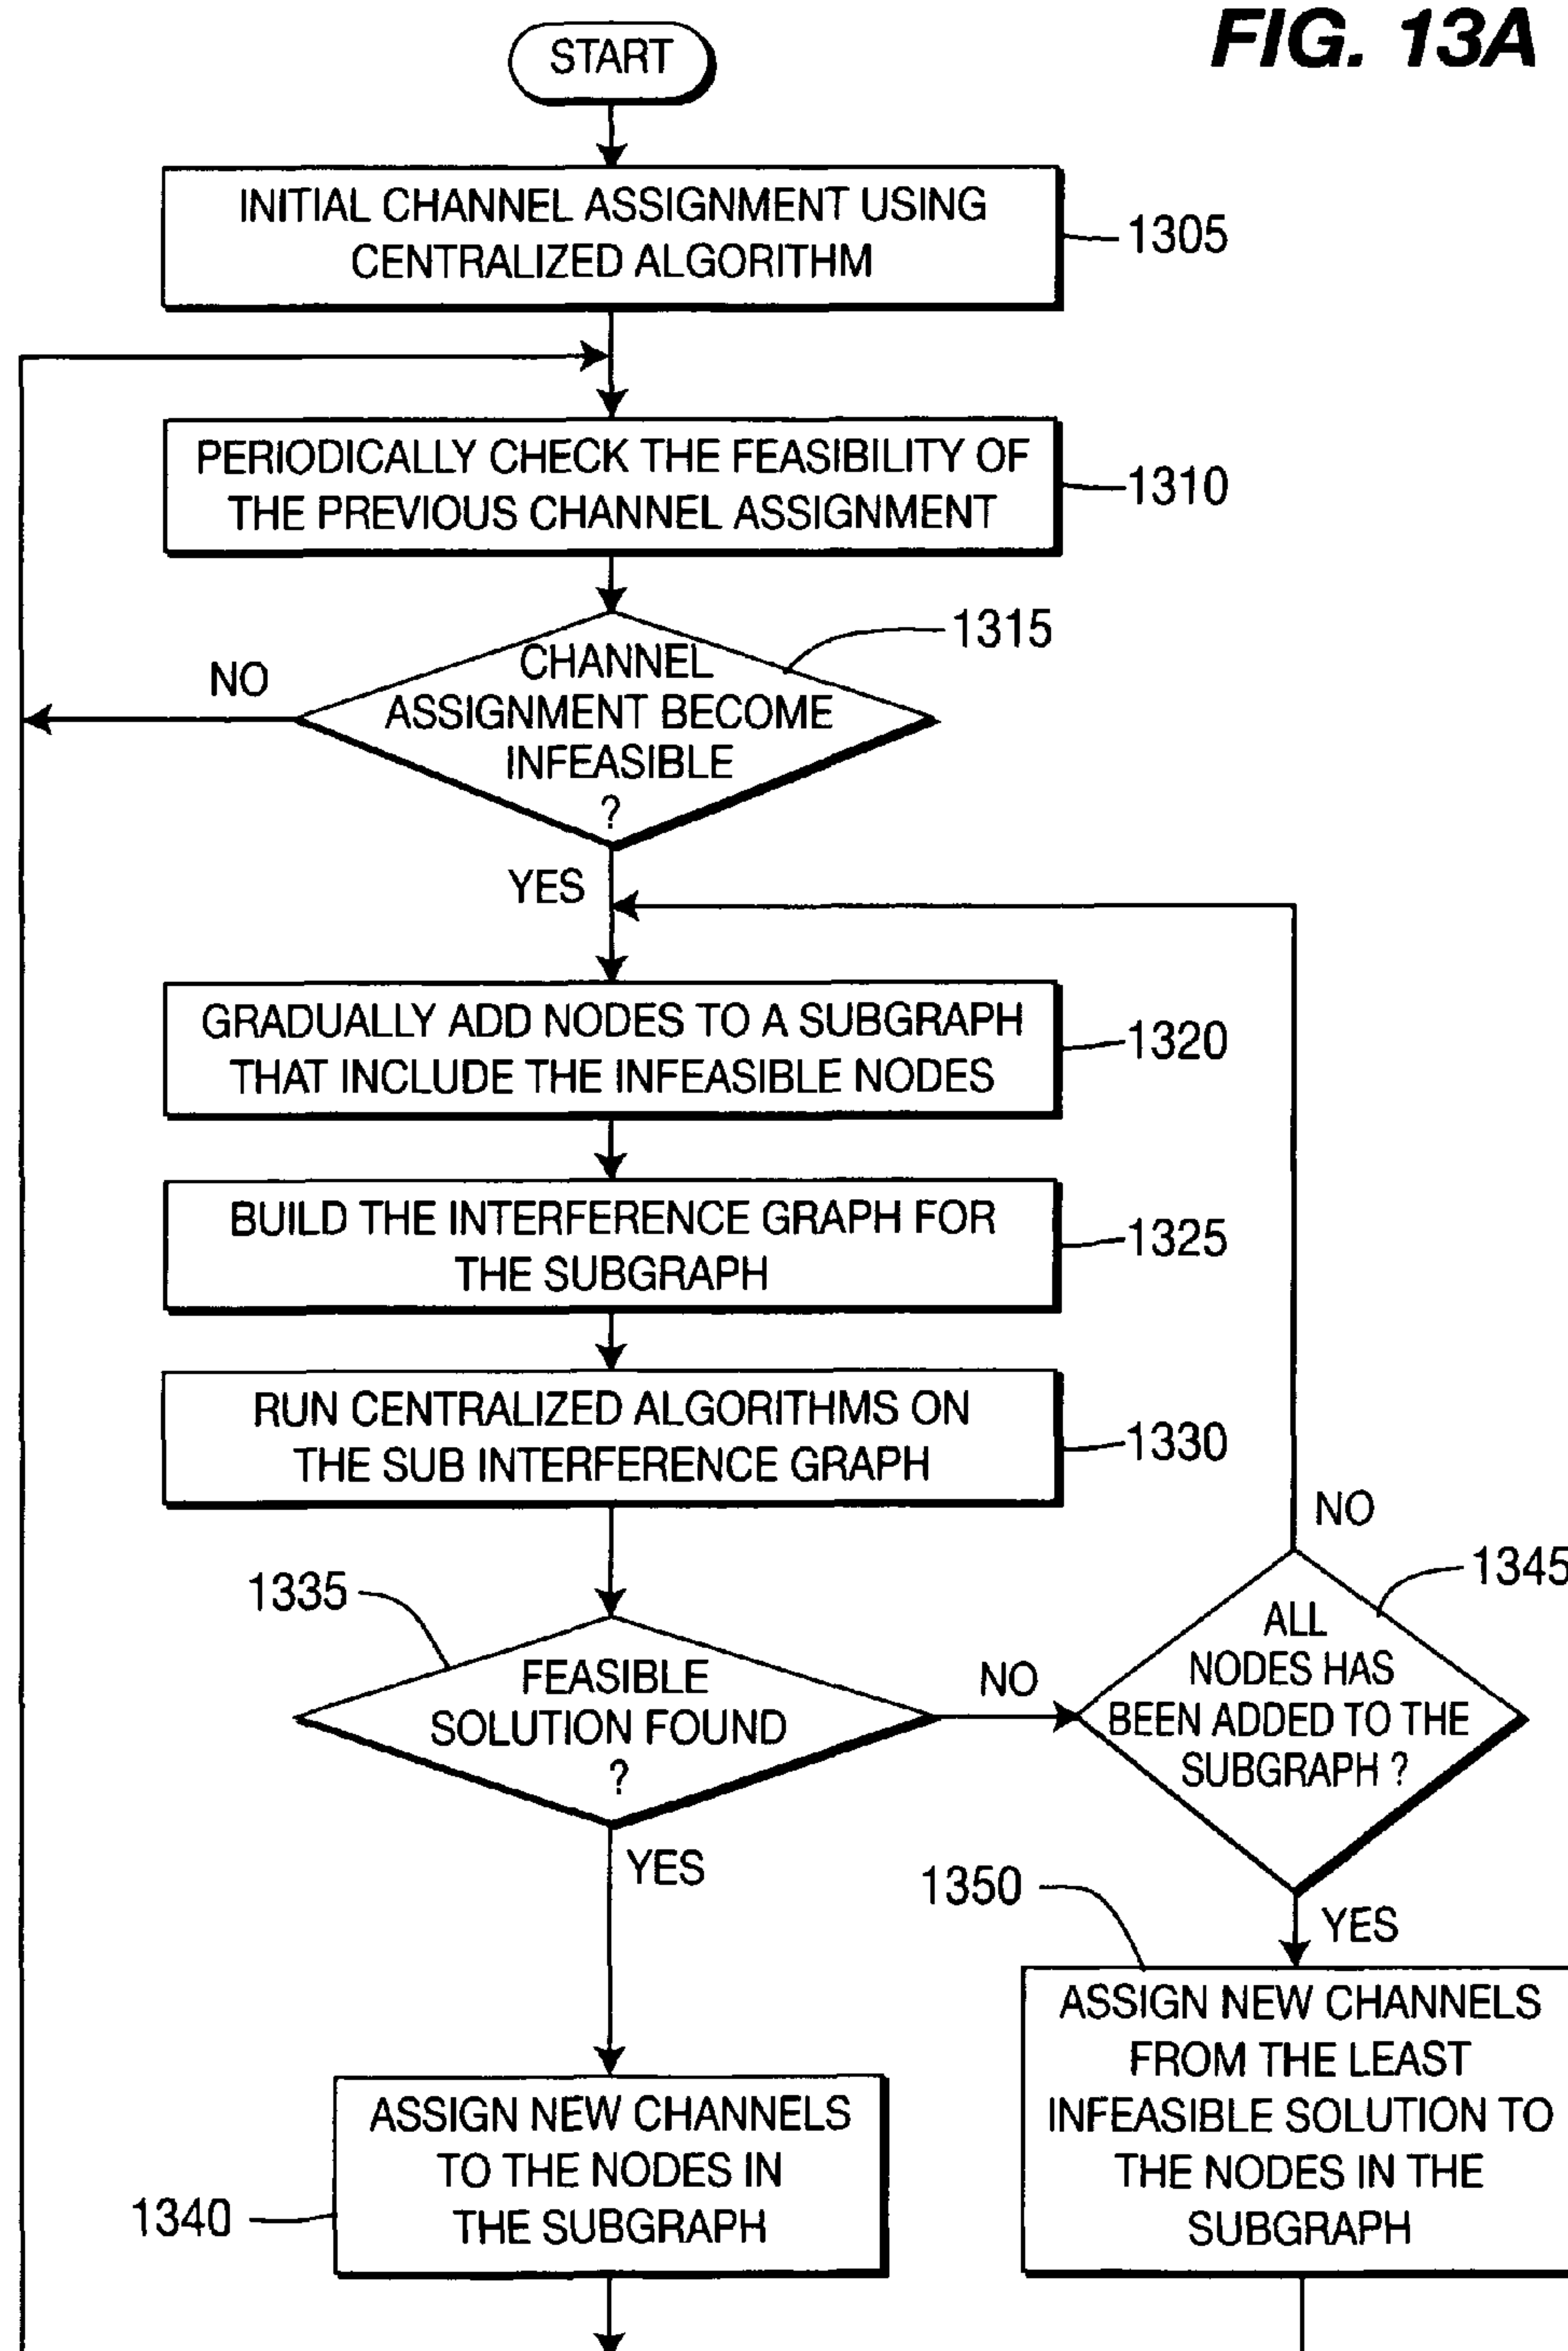 FIG. 13A
START
INITIAL CHANNEL ASSIGNMENT USING
CENTRALIZED ALGORITHM
1305
PERIODICALLY CHECK THE FEASIBILITY OF
THE PREVIOUS CHANNEL ASSIGNMENT
1310
1315
CHANNEL
ASSIGNMENT BECOME
INFEASIBLE
?
NO
YES
GRADUALLY ADD NODES TO A SUBGRAPH
THAT INCLUDE THE INFEASIBLE NODES
1320
BUILD THE INTERFERENCE GRAPH FOR
THE SUBGRAPH
1325
RUN CENTRALIZED ALGORITHMS ON
THE SUB INTERFERENCE GRAPH
1330
1335
FEASIBLE
SOLUTION FOUND
?
NO
YES
NO
1345
ALL
NODES HAS
BEEN ADDED TO THE
SUBGRAPH ?
YES
1350
ASSIGN NEW CHANNELS
FROM THE LEAST
INFEASIBLE SOLUTION TO
THE NODES IN THE
SUBGRAPH
ASSIGN NEW CHANNELS
TO THE NODES IN
THE SUBGRAPH
1340